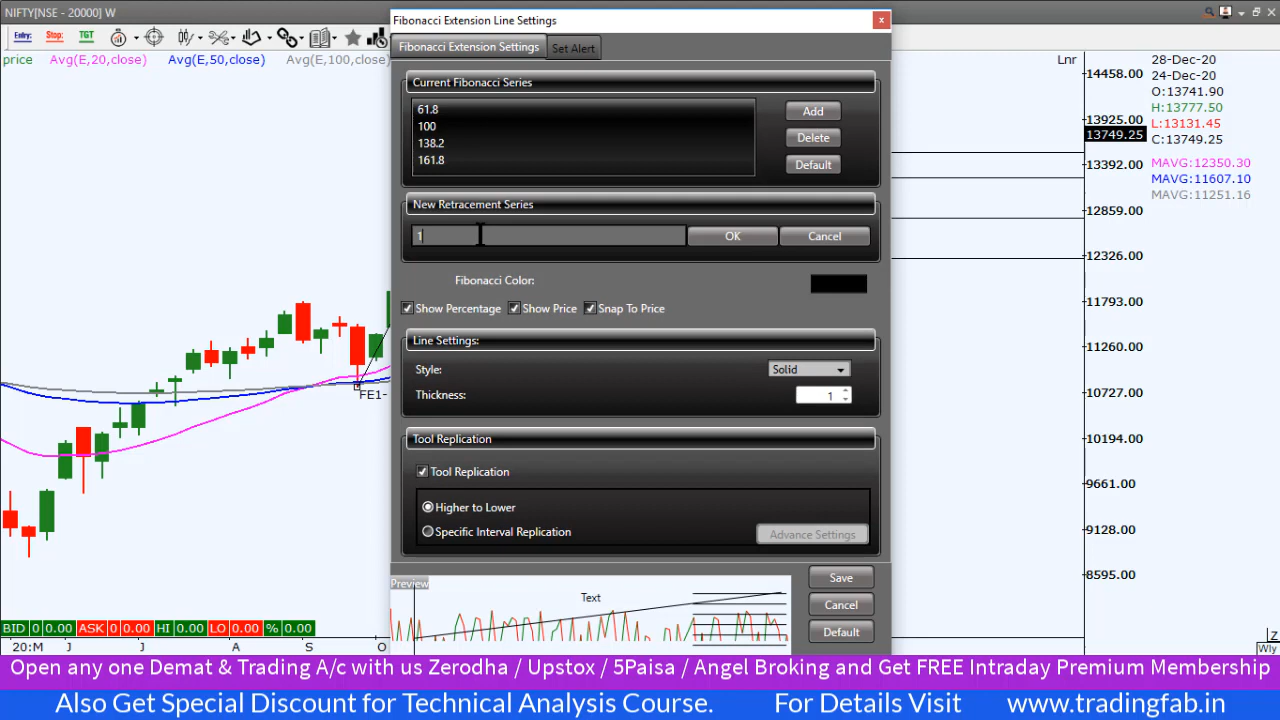 NIFTY[NSE - 20000] W
Entry:
Stop:
TGT
price
Avg(E,20,close)
Avg(E,50,close)
Avg(E,100,close)
Fibonacci Extension Line Settings
x
Fibonacci Extension Settings
Set Alert
Current Fibonacci Series
61.8
100
138.2
161.8
Add
Delete
Default
New Retracement Series
1
OK
Cancel
Fibonacci Color:
Show Percentage
Show Price
Snap To Price
Line Settings:
Style:
Solid
Thickness:
1
Tool Replication
Tool Replication
Higher to Lower
Specific Interval Replication
Advance Settings
Preview
Text
Save
Cancel
Default
FE1-
Lnr
14458.00
13925.00
13749.25
13392.00
12859.00
12326.00
11793.00
11260.00
10727.00
10194.00
9661.00
9128.00
8595.00
28-Dec-20
24-Dec-20
O:13741.90
H:13777.50
L:13131.45
C:13749.25
MAVG:12350.30
MAVG:11607.10
MAVG:11251.16
BID 0 0.00 ASK 0 0.00 HI 0.00 LO 0.00 % 0.00
20:M J J A S O
Z
Wly
Open any one Demat & Trading A/c with us Zerodha / Upstox / 5Paisa / Angel Broking and Get FREE Intraday Premium Membership
Also Get Special Discount for Technical Analysis Course. For Details Visit www.tradingfab.in